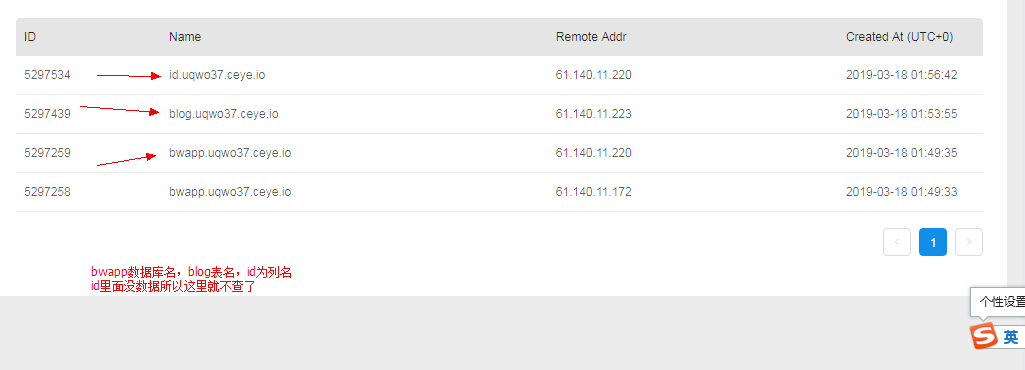 ID Name Remote Addr Created At (UTC+0)
5297534 id.uqwo37.ceye.io 61.140.11.220 2019-03-18 01:56:42
5297439 blog.uqwo37.ceye.io 61.140.11.223 2019-03-18 01:53:55
5297259 bwapp.uqwo37.ceye.io 61.140.11.220 2019-03-18 01:49:35
5297258 bwapp.uqwo37.ceye.io 61.140.11.172 2019-03-18 01:49:33
1
bwapp数据库名，blog表名，id为列名
id里面没数据所以这里就不查了
个性设置
S 英